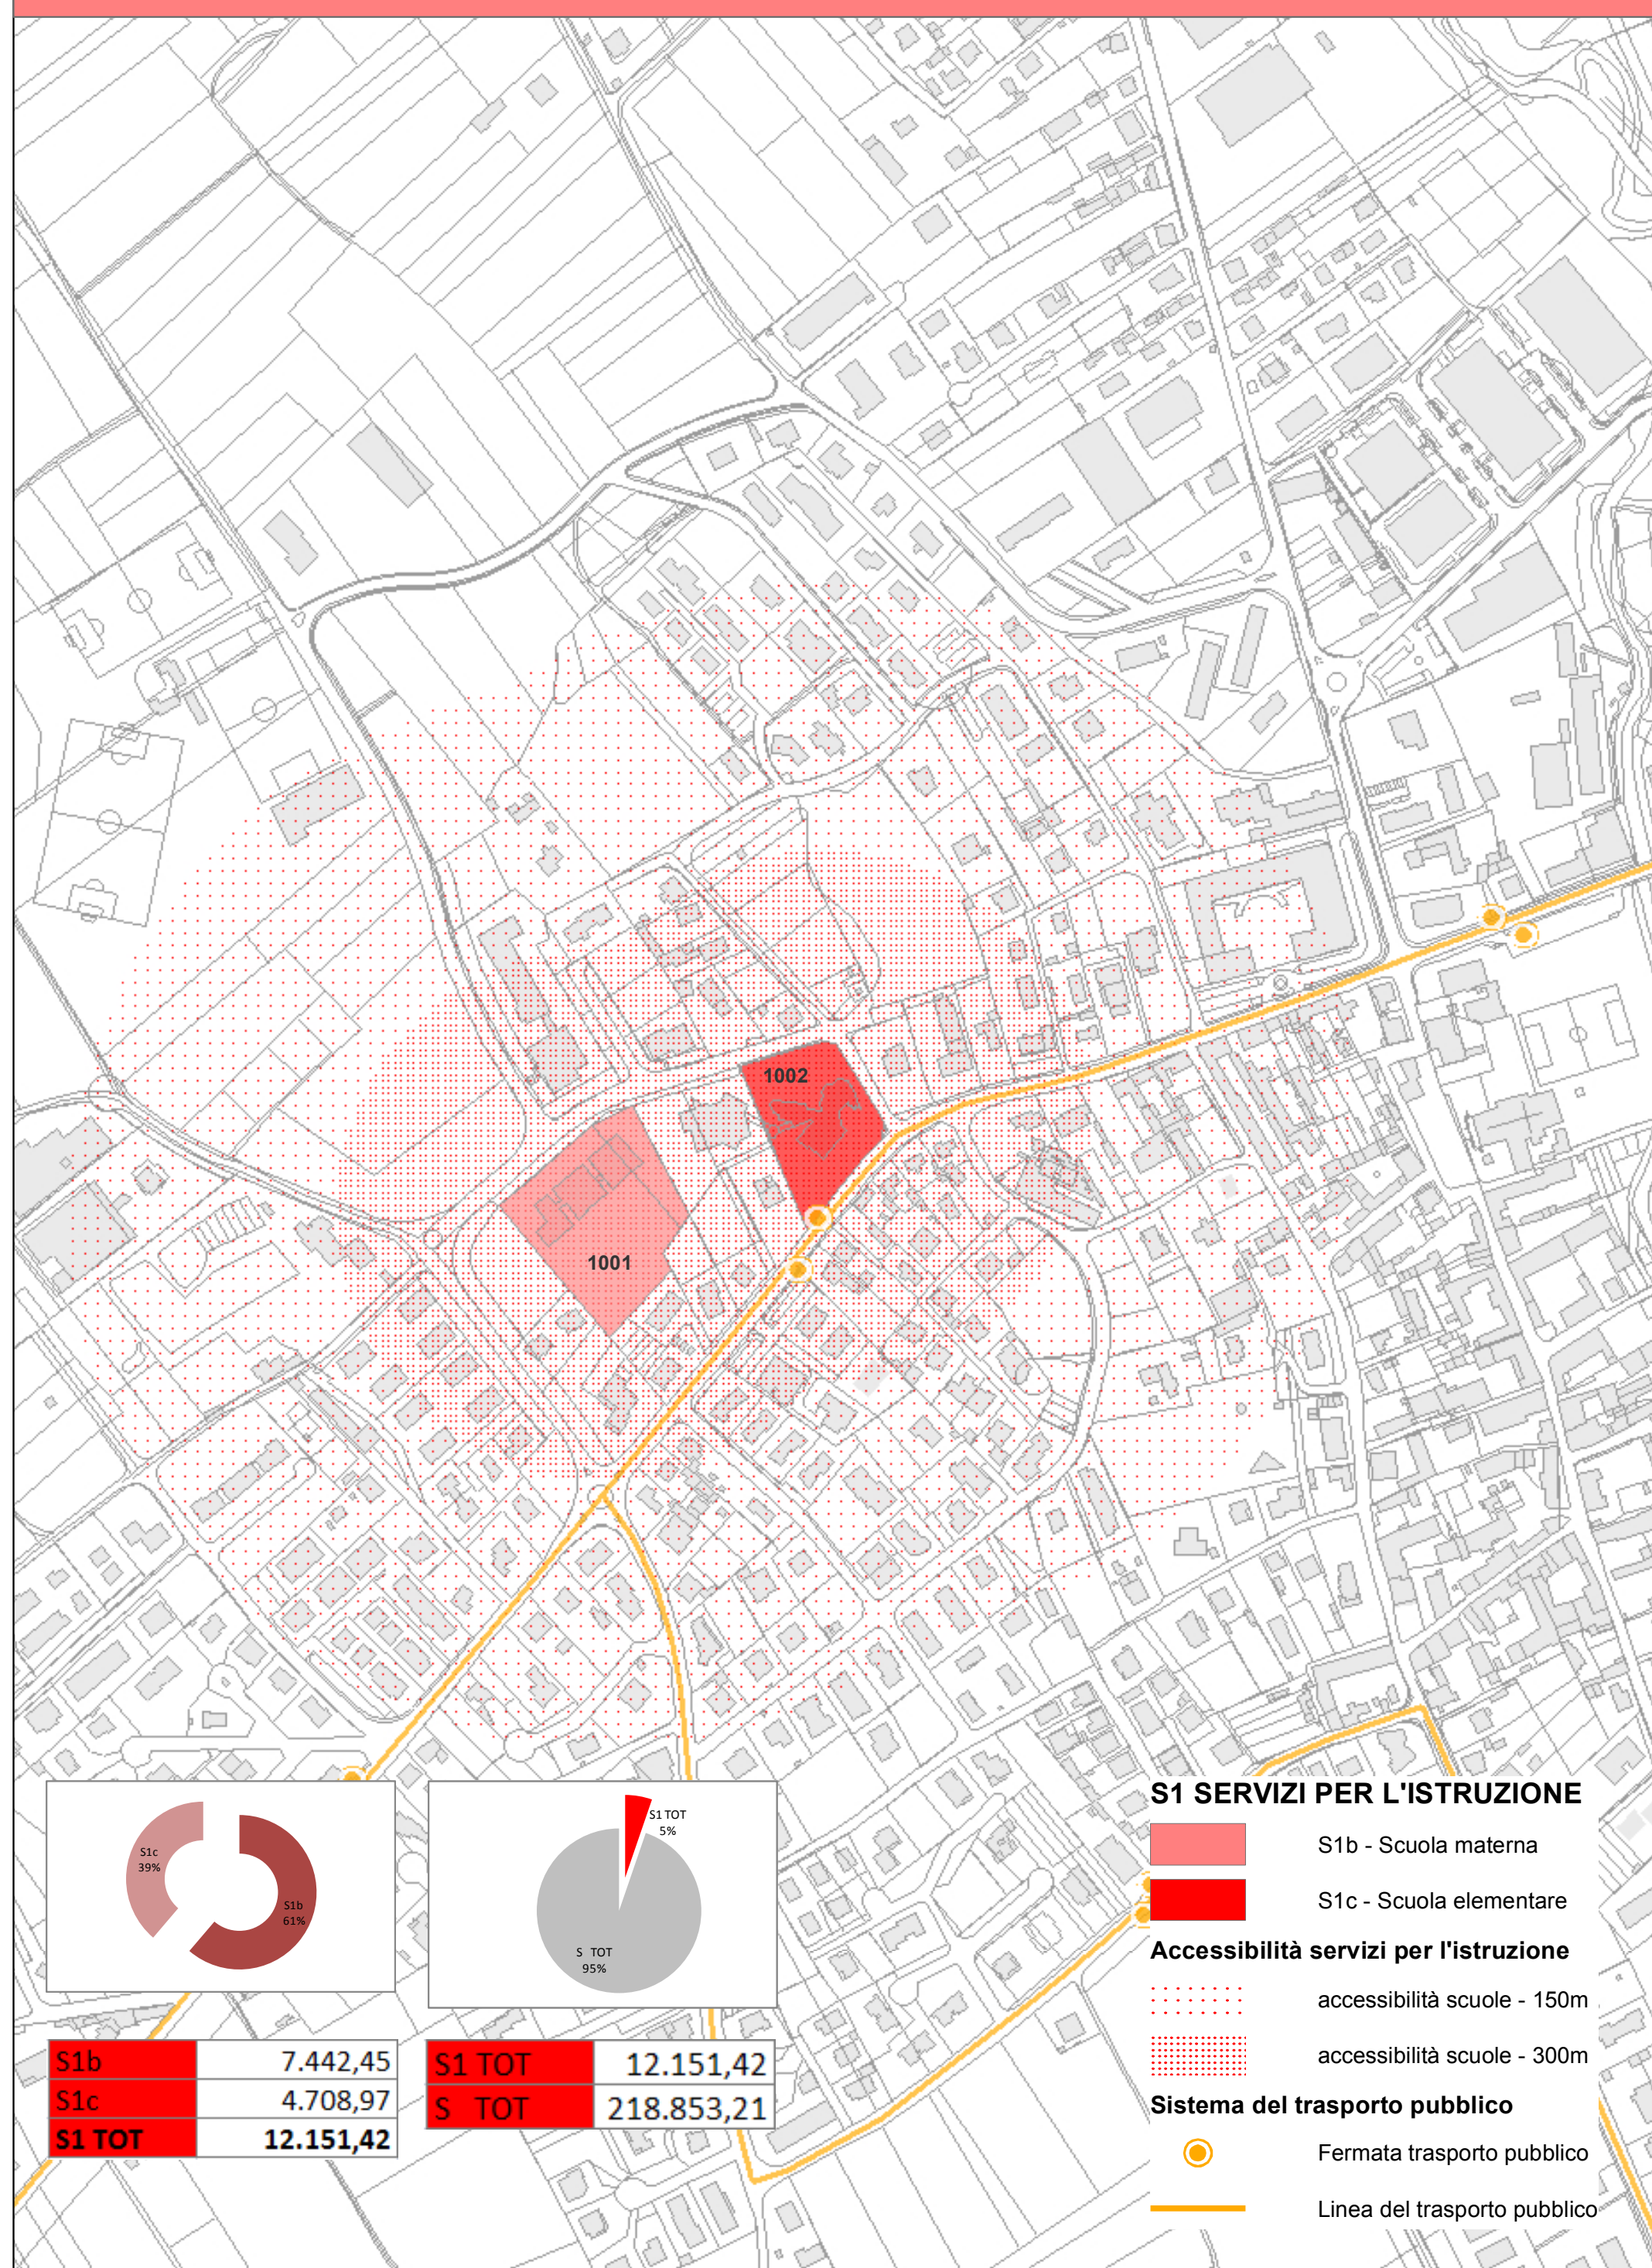 1002
1001
S1c
39%
S1b
61%
S1 TOT
5%
S TOT
95%
S1b 7.442,45
S1c 4.708,97
S1 TOT 12.151,42
S1 TOT 12.151,42
S TOT 218.853,21
S1 SERVIZI PER L'ISTRUZIONE
S1b - Scuola materna
S1c - Scuola elementare
Accessibilità servizi per l'istruzione
accessibilità scuole - 150m
accessibilità scuole - 300m
Sistema del trasporto pubblico
Fermata trasporto pubblico
Linea del trasporto pubblico